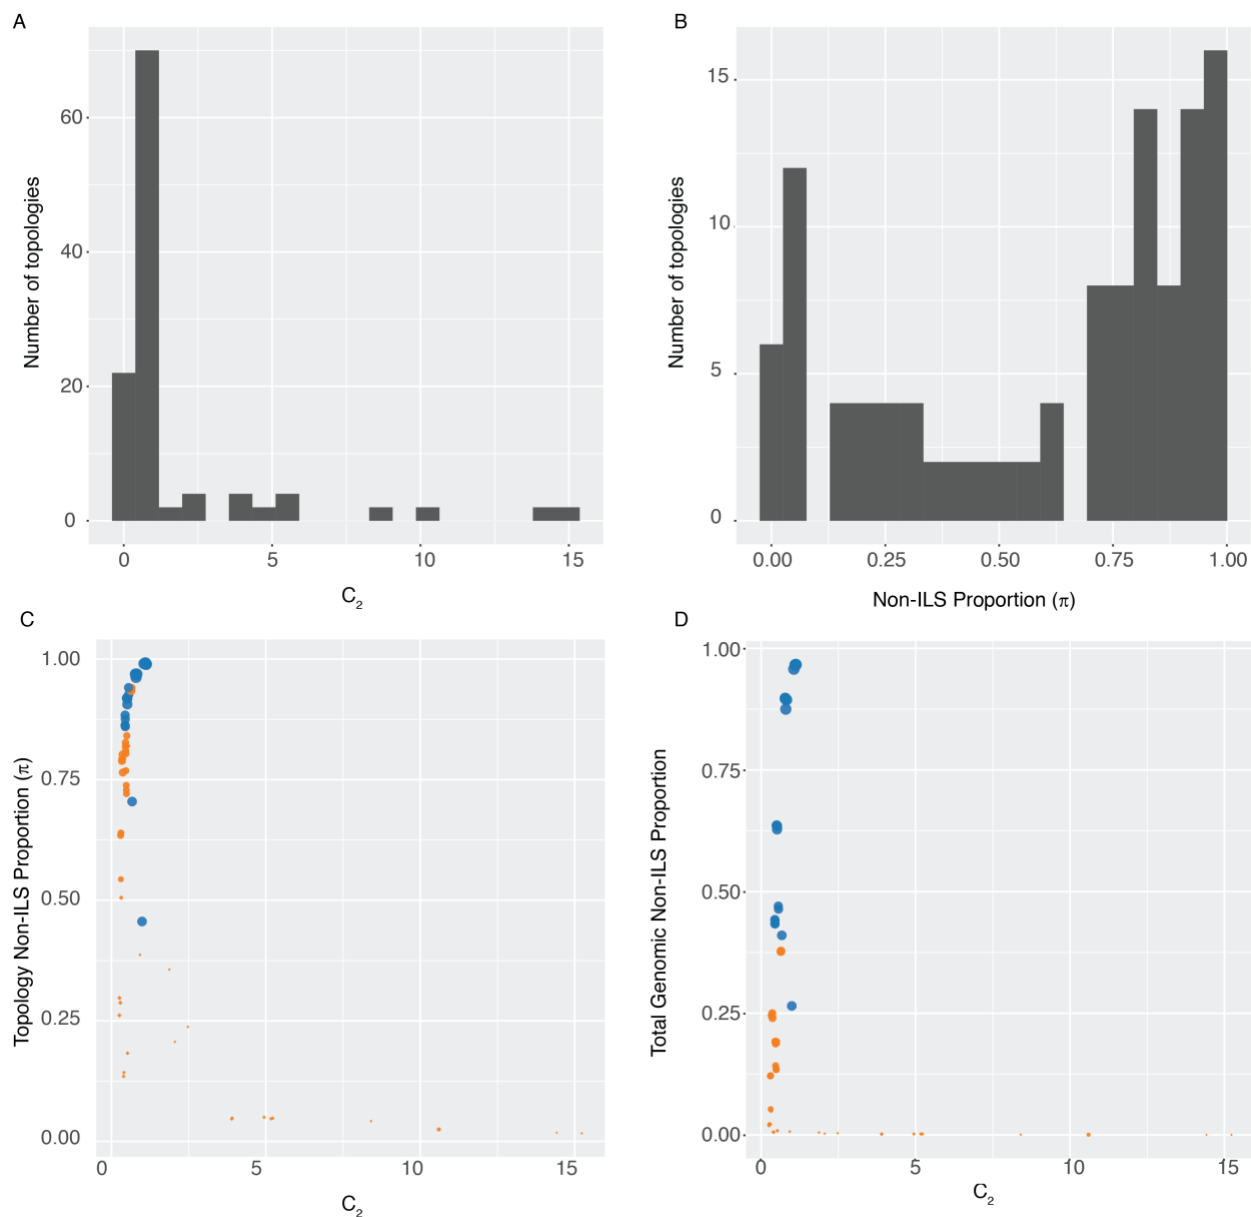 A
Number of topologies
60
40
20
0
0 5 10 15
C2
B
Number of topologies
15
10
5
0
0.00 0.25 0.50 0.75 1.00
Non-ILS Proportion (π)
C
Topology Non-ILS Proportion (π)
1.00
0.75
0.50
0.25
0.00
0 5 10 15
C2
D
Total Genomic Non-ILS Proportion
1.00
0.75
0.50
0.25
0.00
0 5 10 15
C2